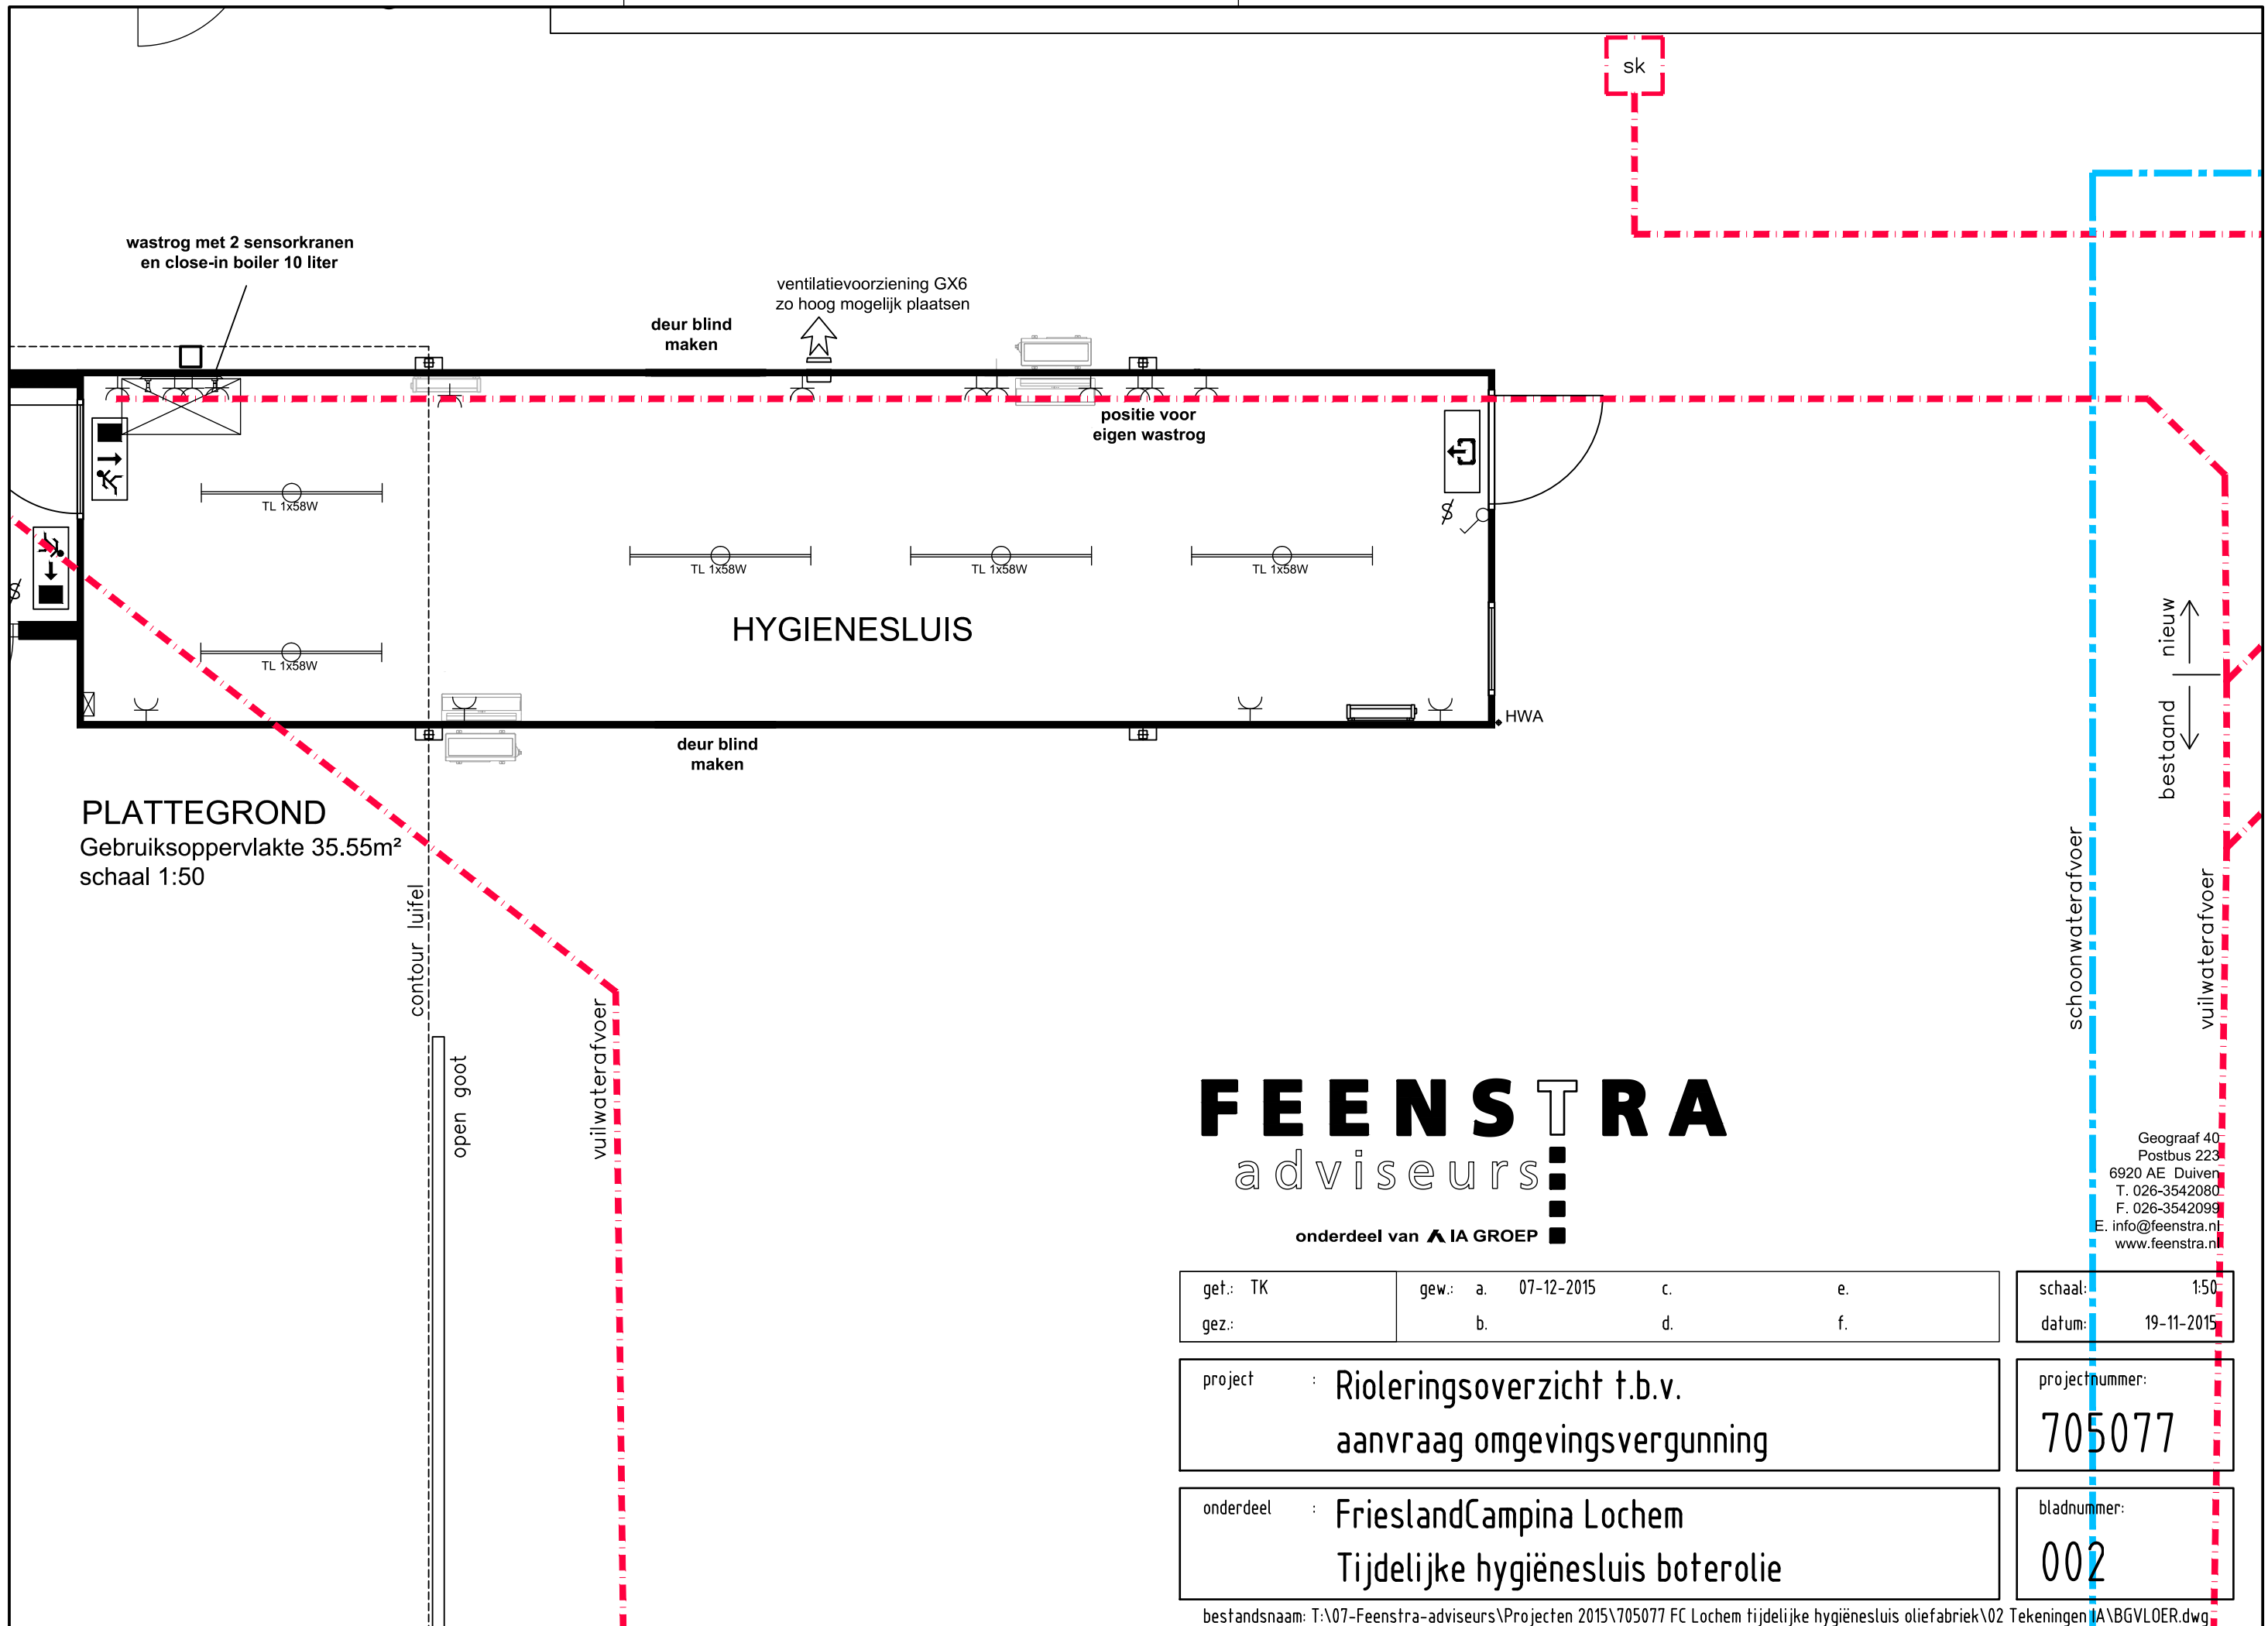 sk
wastrog met 2 sensorkranen
en close-in boiler 10 liter
ventilatievoorziening GX6
zo hoog mogelijk plaatsen
deur blind
maken
positie voor
eigen wastrog
TL 1x58W
TL 1x58W
TL 1x58W
TL 1x58W
HYGIENESLUIS
TL 1x58W
HWA
deur blind
maken
nieuw
bestaand
PLATTEGROND
Gebruiksoppervlakte 35.55m²
schaal 1:50
contour luifel
open goot
vuilwaterafvoer
schoonwaterafvoer
vuilwaterafvoer
FEENSTRA
adviseurs
onderdeel van IA GROEP
Geograaf 40
Postbus 223
6920 AE Duiven
T. 026-3542080
F. 026-3542099
E. info@feenstra.nl
www.feenstra.nl
get.: TK gew.: a. 07-12-2015 c. e.
gez.: b. d. f.
schaal: 1:50
datum: 19-11-2015
project : Rioleringsoverzicht t.b.v.
aanvraag omgevingsvergunning
projectnummer:
705077
onderdeel : FrieslandCampina Lochem
Tijdelijke hygiënesluis boterolie
bladnummer:
002
bestandsnaam: T:\07-Feenstra-adviseurs\Projecten 2015\705077 FC Lochem tijdelijke hygiënesluis oliefabriek\02 Tekeningen IA\BGVLOER.dwg